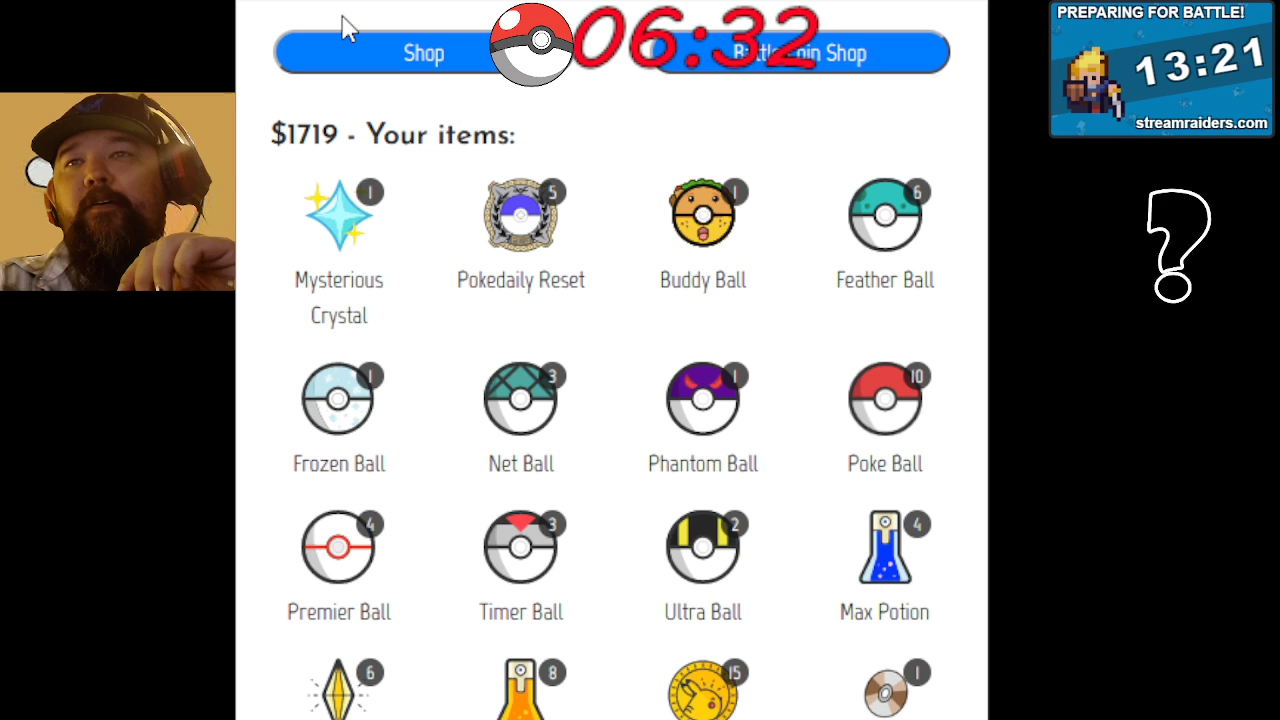 PREPARING FOR BATTLE!
13:21
streamraiders.com
06:32
Shop
Battle Coin Shop
$1719 - Your items:
1
5
1
6
Mysterious Crystal
Pokedaily Reset
Buddy Ball
Feather Ball
1
3
1
10
Frozen Ball
Net Ball
Phantom Ball
Poke Ball
4
3
2
4
Premier Ball
Timer Ball
Ultra Ball
Max Potion
6
8
15
1
?